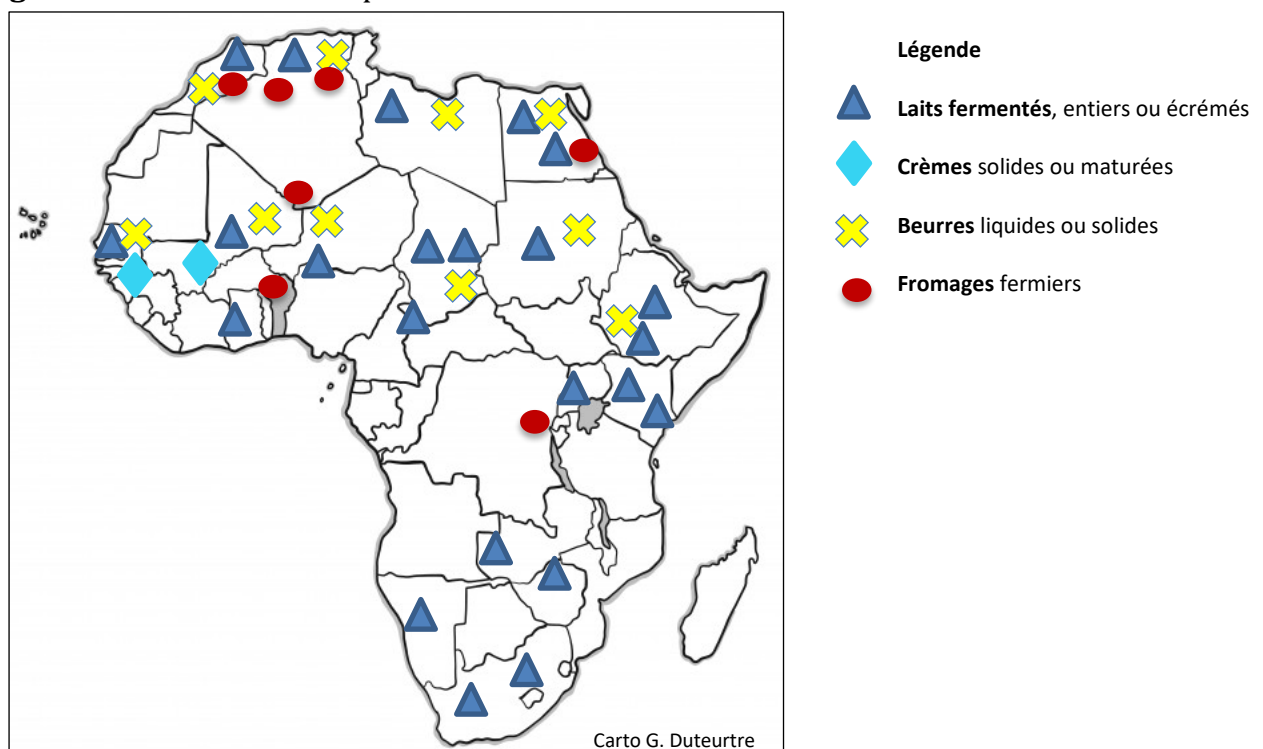 Légende
Laits fermentés, entiers ou écrémés
Crèmes solides ou maturées
Beurres liquides ou solides
Fromages fermiers
Carto G. Duteurtre